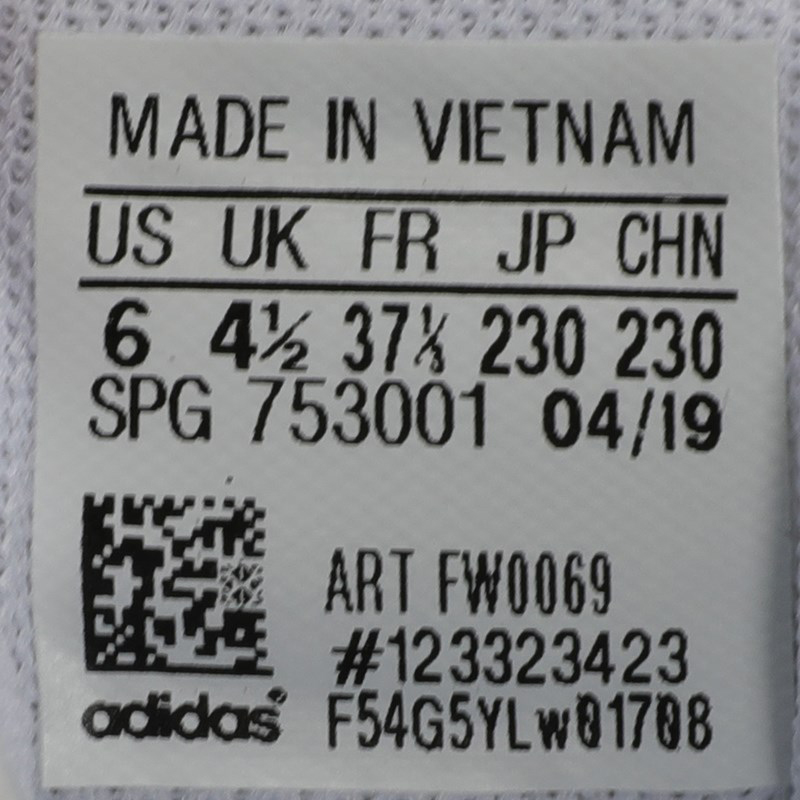 MADE IN VIETNAM
US UK FR JP CHN
6 4½ 37⅓ 230 230
SPG 753001 04/19
ART FW0069
#123323423
adidas® F54G5YLw01708